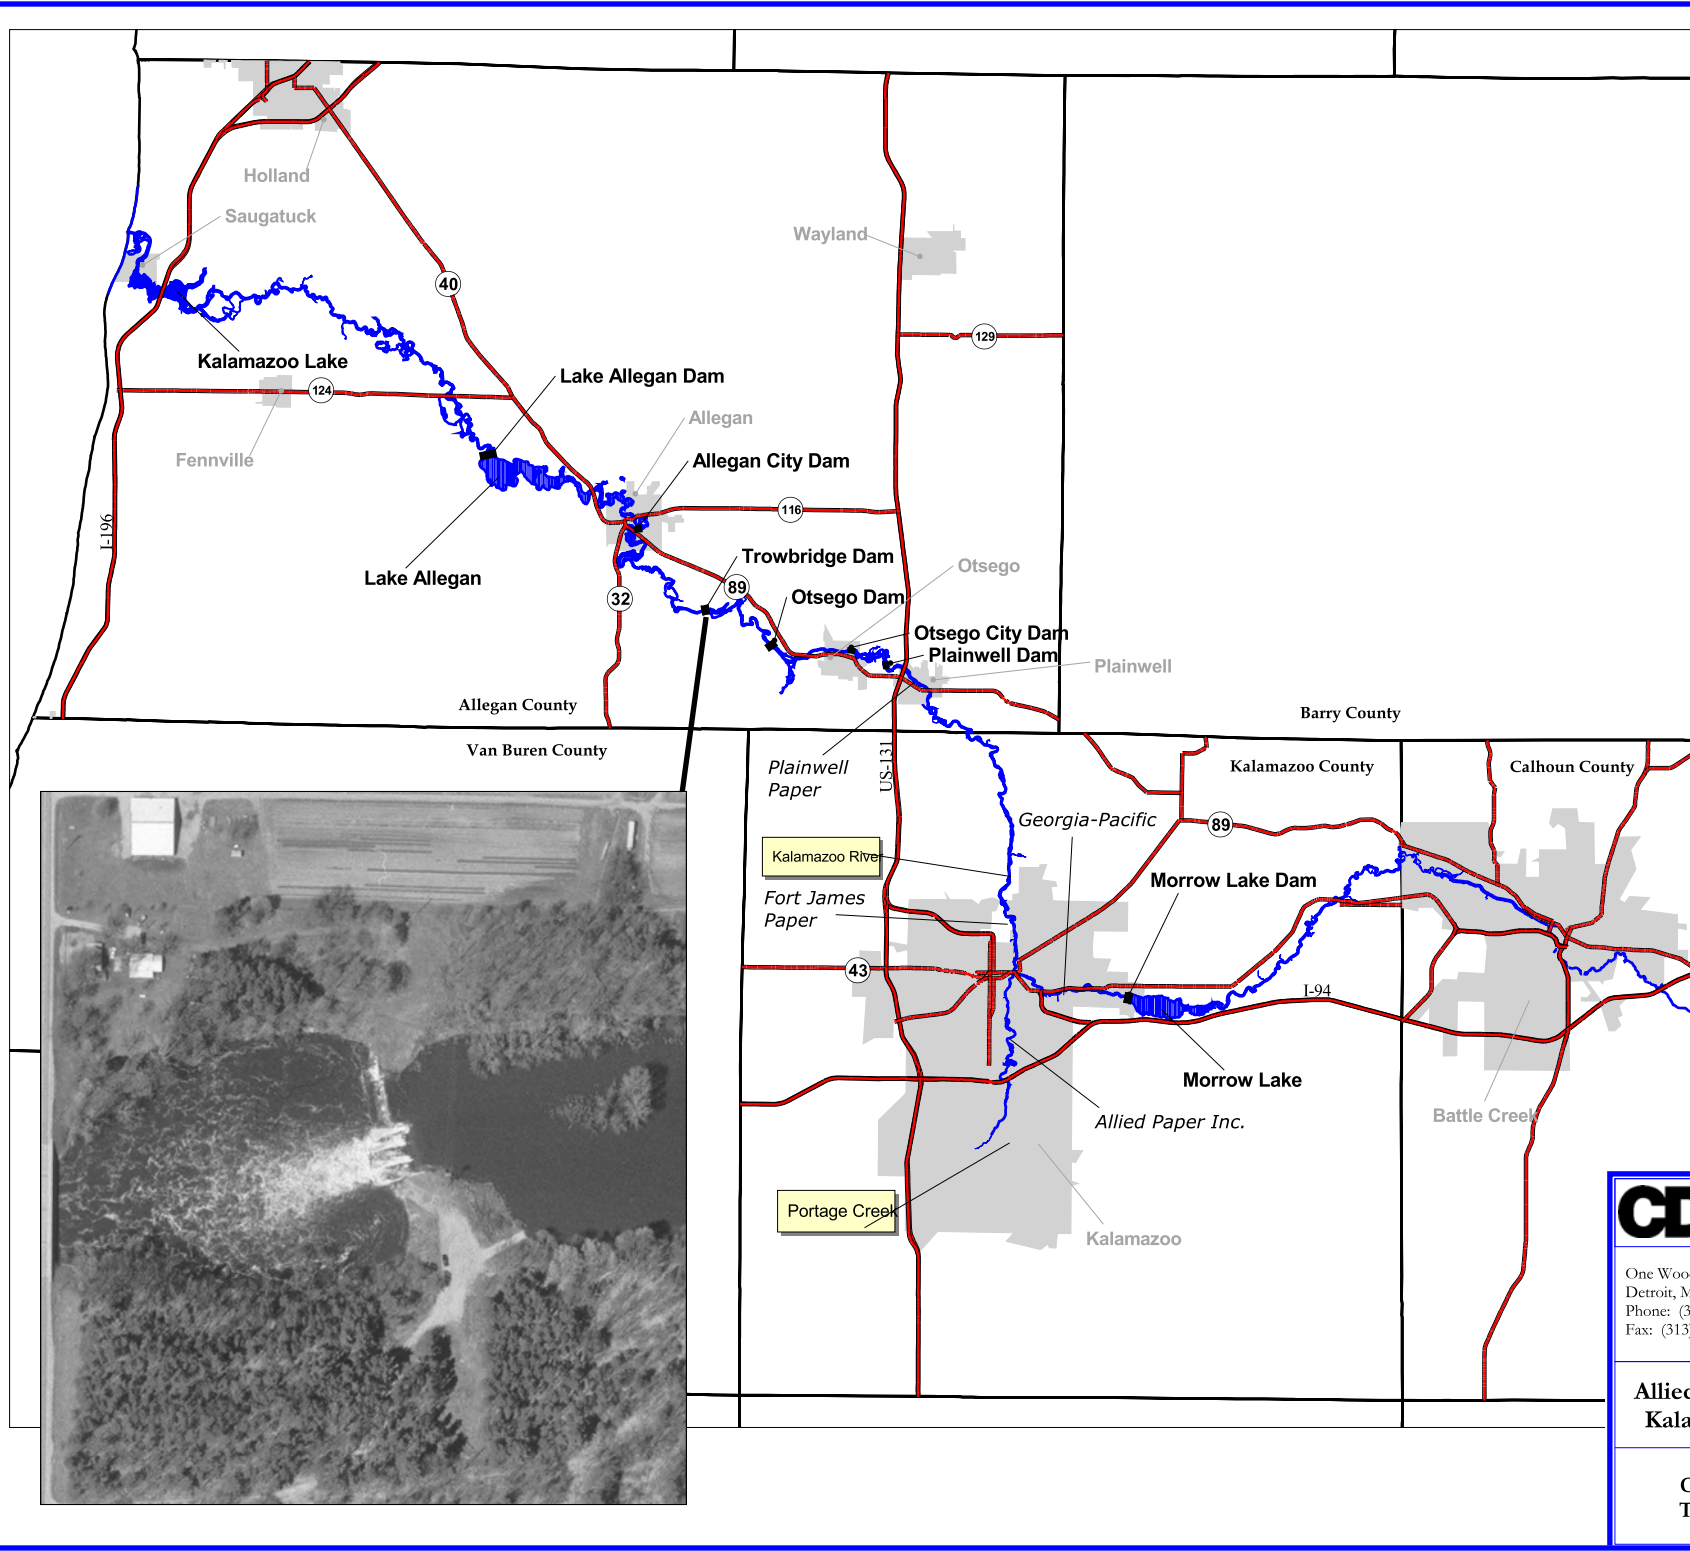 Holland
Saugatuck
Wayland
40
129
Kalamazoo Lake
Lake Allegan Dam
124
Allegan
Fennville
Allegan City Dam
116
I-196
Trowbridge Dam
Otsego
Lake Allegan
89
32
Otsego Dam
Otsego City Dam
Plainwell Dam
Plainwell
Allegan County
Barry County
Van Buren County
US-131
Plainwell
Paper
Kalamazoo County
Calhoun County
Georgia-Pacific
89
Kalamazoo River
Morrow Lake Dam
Fort James
Paper
43
I-94
Morrow Lake
Allied Paper Inc.
Battle Creek
Portage Creek
Kalamazoo
CD
One Woo
Detroit, M
Phone: (3
Fax: (313
Allied
Kala
C
T